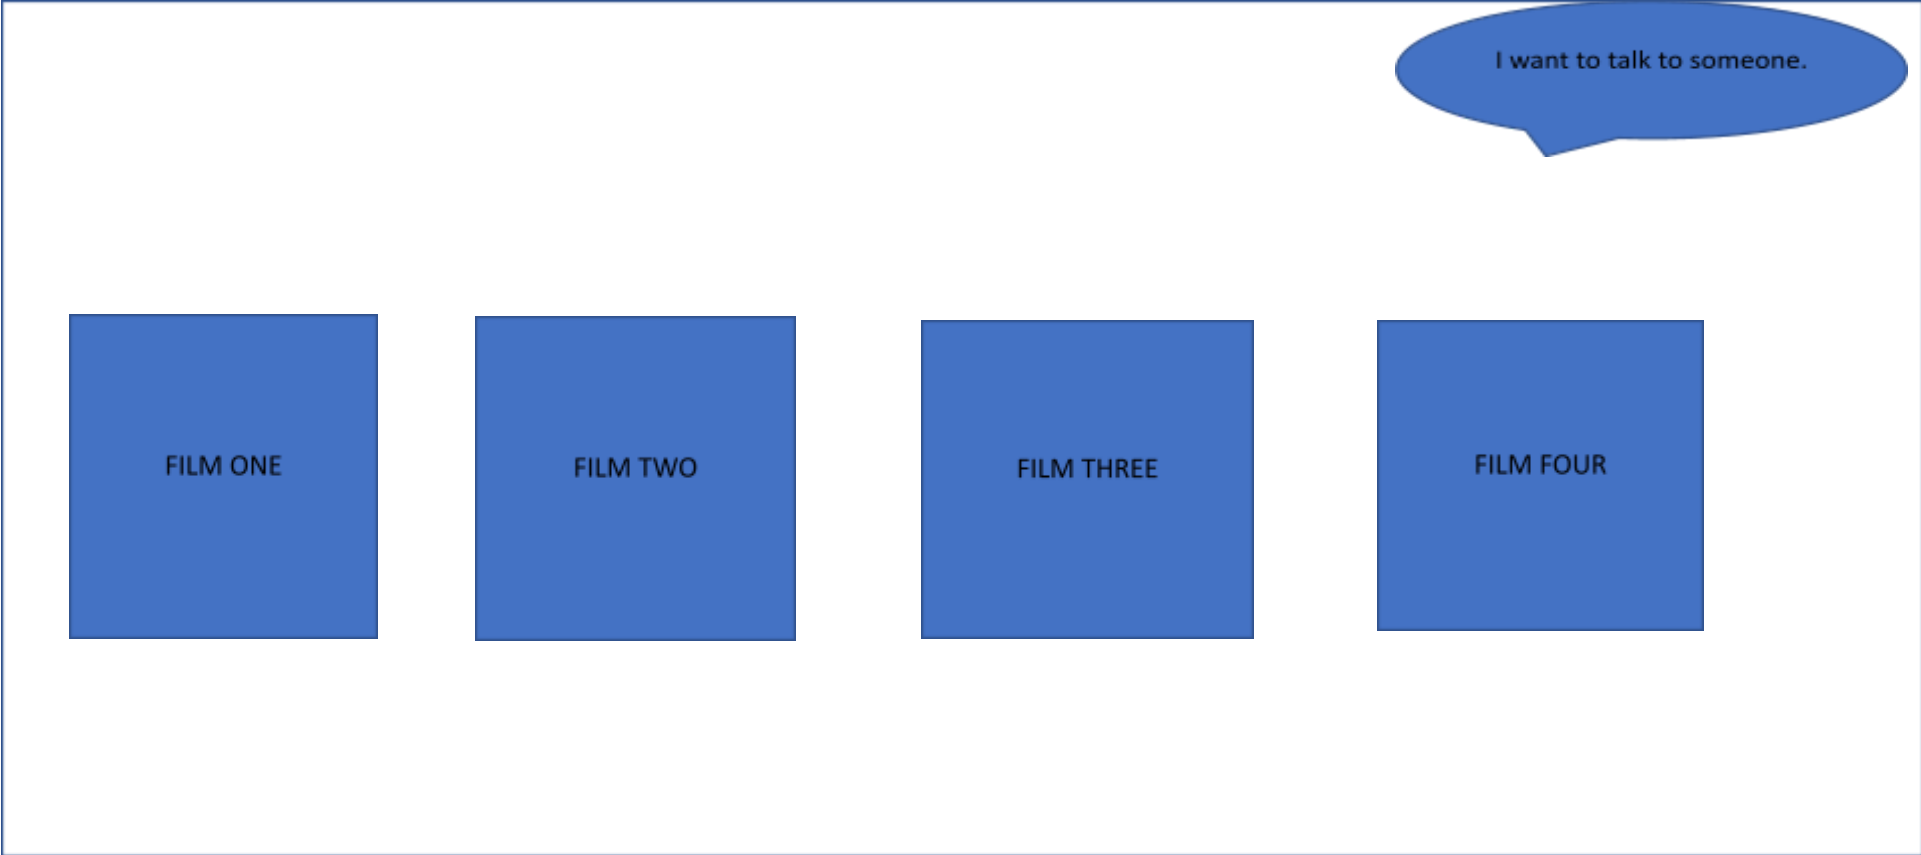 I want to talk to someone.
FILM ONE
FILM TWO
FILM THREE
FILM FOUR